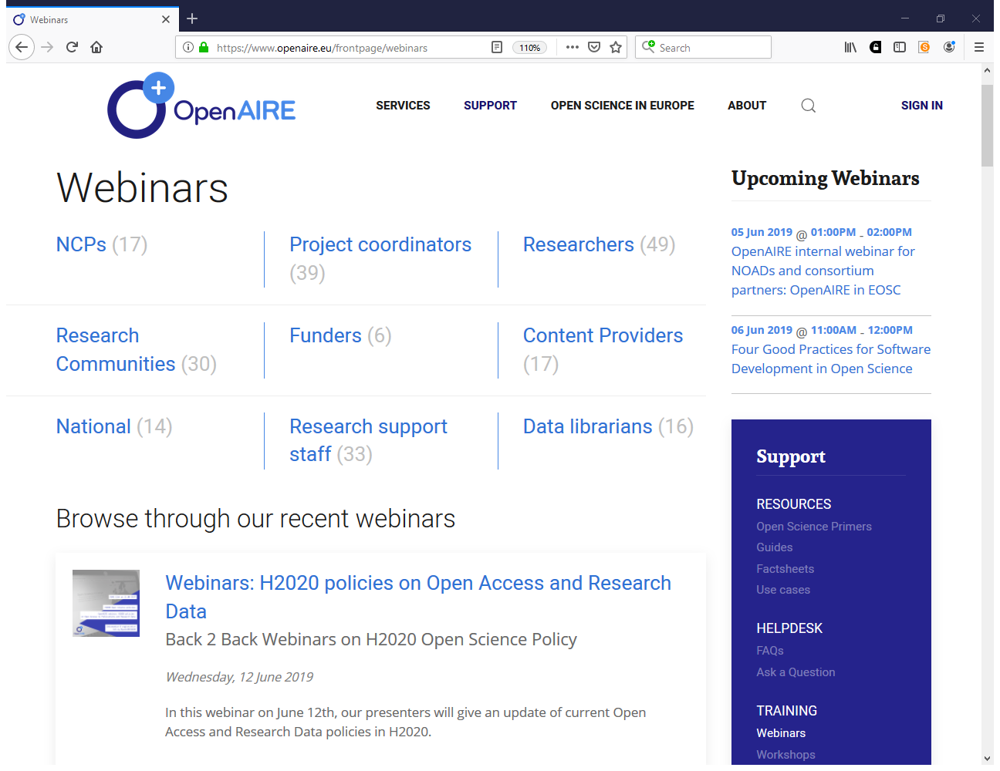 Webinars
https://www.openaire.eu/frontpage/webinars
110%
Search
OpenAIRE
SERVICES
SUPPORT
OPEN SCIENCE IN EUROPE
ABOUT
SIGN IN
Webinars
NCPs (17)
Project coordinators
(39)
Researchers (49)
Research
Communities (30)
Funders (6)
Content Providers
(17)
National (14)
Research support
staff (33)
Data librarians (16)
Browse through our recent webinars
Webinars: H2020 policies on Open Access and Research
Data
Back 2 Back Webinars on H2020 Open Science Policy
Wednesday, 12 June 2019
In this webinar on June 12th, our presenters will give an update of current Open
Access and Research Data policies in H2020.
Upcoming Webinars
05 Jun 2019 @ 01:00PM - 02:00PM
OpenAIRE internal webinar for
NOADs and consortium
partners: OpenAIRE in EOSC
06 Jun 2019 @ 11:00AM - 12:00PM
Four Good Practices for Software
Development in Open Science
Support
RESOURCES
Open Science Primers
Guides
Factsheets
Use cases
HELPDESK
FAQs
Ask a Question
TRAINING
Webinars
Workshops